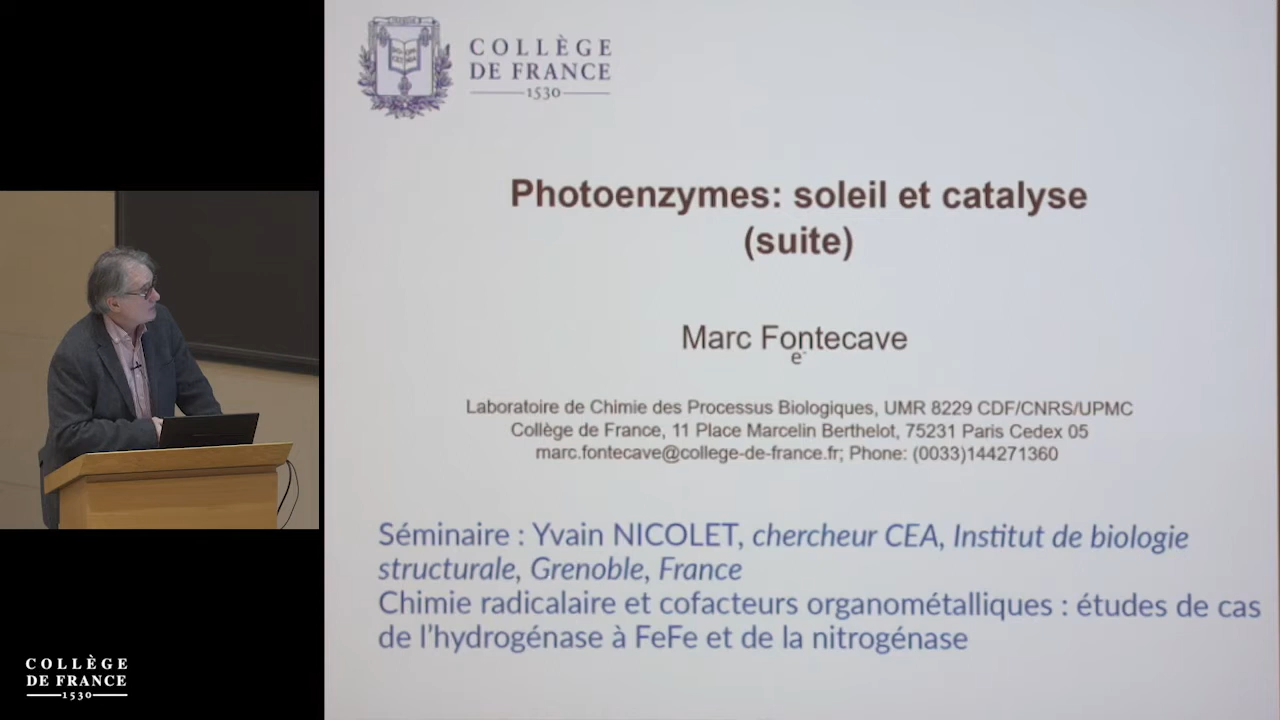 COLLÈGE
DE FRANCE
1530
Photoenzymes: soleil et catalyse
(suite)
Marc Fontecave
e-
Laboratoire de Chimie des Processus Biologiques, UMR 8229 CDF/CNRS/UPMC
Collège de France, 11 Place Marcelin Berthelot, 75231 Paris Cedex 05
marc.fontecave@college-de-france.fr; Phone: (0033)144271360
Séminaire : Yvain NICOLET, chercheur CEA, Institut de biologie
structurale, Grenoble, France
Chimie radicalaire et cofacteurs organométalliques : études de cas
de l'hydrogénase à FeFe et de la nitrogénase
COLLÈGE
DE FRANCE
1530